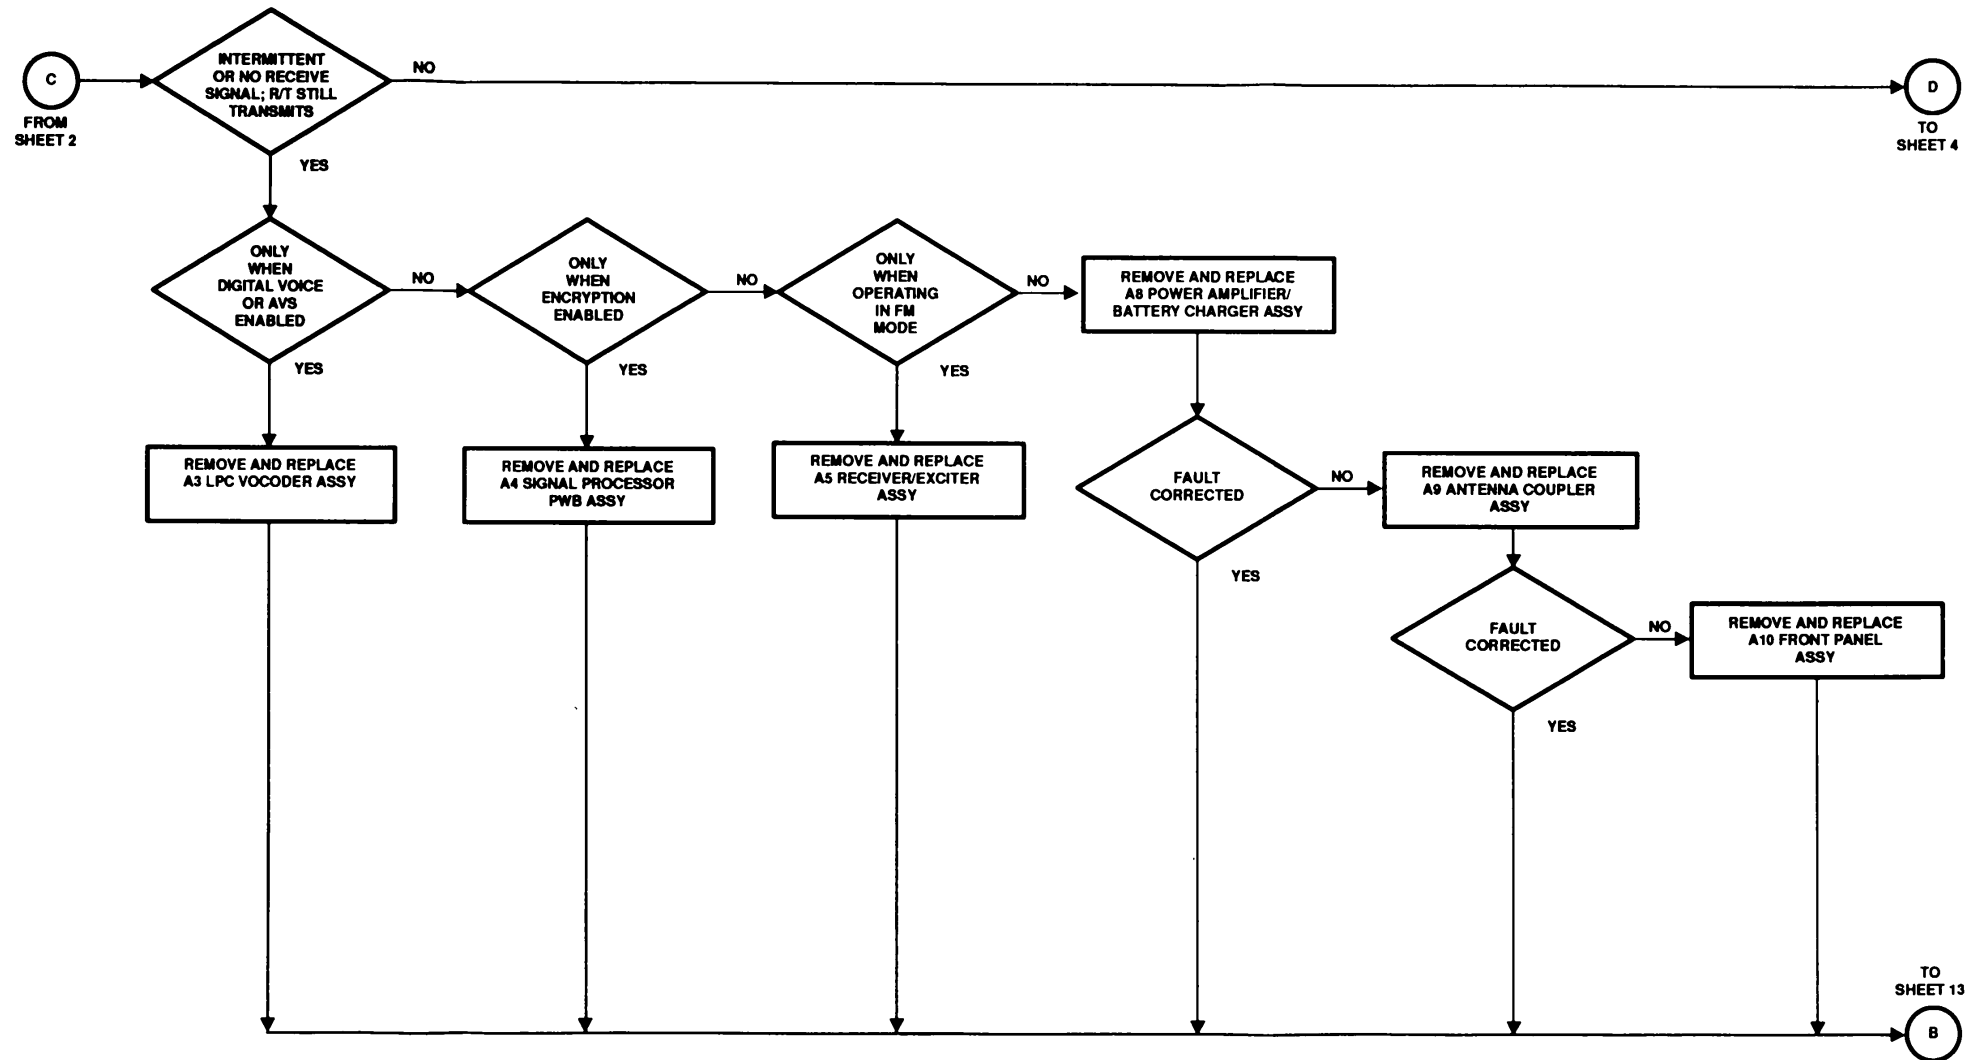 C
FROM
SHEET 2
INTERMITTENT
OR NO RECEIVE
SIGNAL; R/T STILL
TRANSMITS
NO
D
TO
SHEET 4
YES
ONLY
WHEN
DIGITAL VOICE
OR AVS
ENABLED
NO
ONLY
WHEN
ENCRYPTION
ENABLED
NO
ONLY
WHEN
OPERATING
IN FM
MODE
NO
REMOVE AND REPLACE
A8 POWER AMPLIFIER/
BATTERY CHARGER ASSY
YES
YES
YES
REMOVE AND REPLACE
A3 LPC VOCODER ASSY
REMOVE AND REPLACE
A4 SIGNAL PROCESSOR
PWB ASSY
REMOVE AND REPLACE
A5 RECEIVER/EXCITER
ASSY
FAULT
CORRECTED
NO
REMOVE AND REPLACE
A9 ANTENNA COUPLER
ASSY
YES
FAULT
CORRECTED
NO
REMOVE AND REPLACE
A10 FRONT PANEL
ASSY
YES
TO
SHEET 13
B